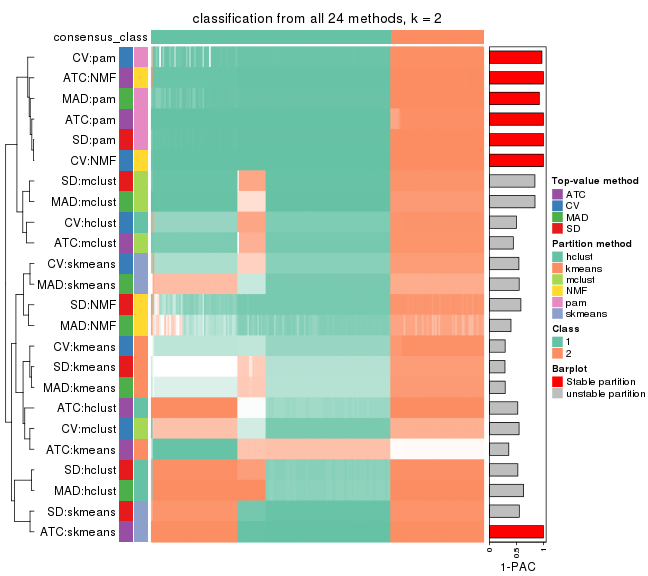 classification from all 24 methods, k = 2
consensus_class
CV:pam
ATC:NMF
MAD:pam
ATC:pam
SD:pam
CV:NMF
SD:mclust
MAD:mclust
CV:hclust
ATC:mclust
CV:skmeans
MAD:skmeans
SD:NMF
MAD:NMF
CV:kmeans
SD:kmeans
MAD:kmeans
ATC:hclust
CV:mclust
ATC:kmeans
SD:hclust
MAD:hclust
SD:skmeans
ATC:skmeans
0
0.5
1
1-PAC
Top-value method
ATC
CV
MAD
SD
Partition method
hclust
kmeans
mclust
NMF
pam
skmeans
Class
1
2
Barplot
Stable partition
unstable partition